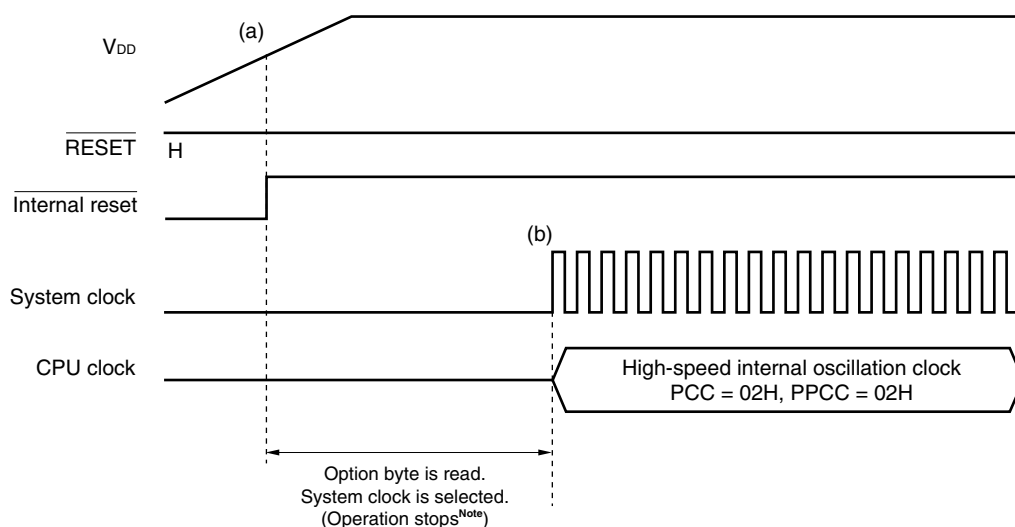 (a)
VDD
RESET
H
Internal reset
(b)
System clock
CPU clock
High-speed internal oscillation clock
PCC = 02H, PPCC = 02H
Option byte is read.
System clock is selected.
(Operation stopsNote)